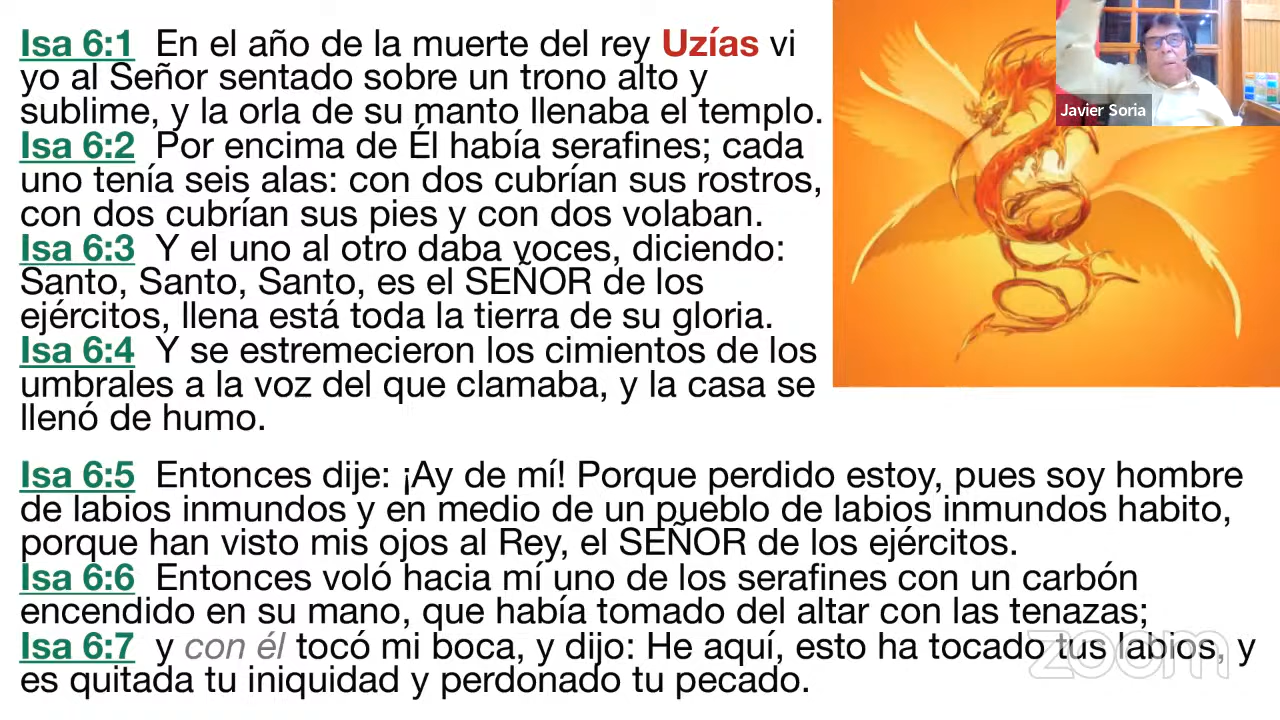 Isa 6:1 En el año de la muerte del rey Uzías vi
yo al Señor sentado sobre un trono alto y
sublime, y la orla de su manto llenaba el templo.
Isa 6:2 Por encima de Él había serafines; cada
uno tenía seis alas: con dos cubrían sus rostros,
con dos cubrían sus pies y con dos volaban.
Isa 6:3 Y el uno al otro daba voces, diciendo:
Santo, Santo, Santo, es el SEÑOR de los
ejércitos, llena está toda la tierra de su gloria.
Isa 6:4 Y se estremecieron los cimientos de los
umbrales a la voz del que clamaba, y la casa se
llenó de humo.
Isa 6:5 Entonces dije: ¡Ay de mí! Porque perdido estoy, pues soy hombre
de labios inmundos y en medio de un pueblo de labios inmundos habito,
porque han visto mis ojos al Rey, el SEÑOR de los ejércitos.
Isa 6:6 Entonces voló hacia mí uno de los serafines con un carbón
encendido en su mano, que había tomado del altar con las tenazas;
Isa 6:7 y con él tocó mi boca, y dijo: He aquí, esto ha tocado tus labios, y
es quitada tu iniquidad y perdonado tu pecado.
Javier Soria
zoom